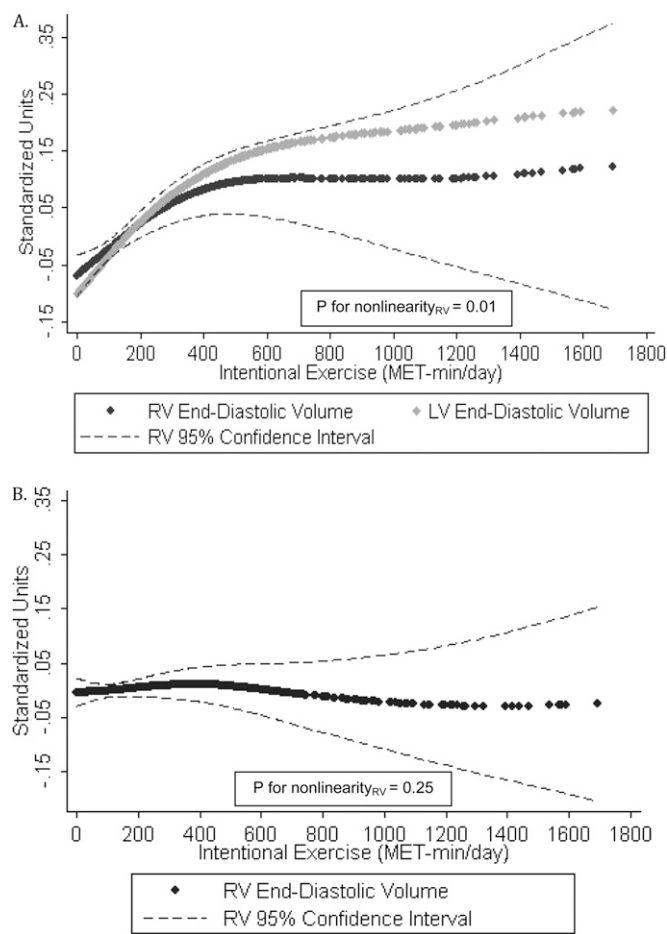 A.
.35
.25
.15
.05
-.05
-.15
Standardized Units
P for nonlinearityRV = 0.01
0 200 400 600 800 1000 1200 1400 1600 1800
Intentional Exercise (MET-min/day)
RV End-Diastolic Volume LV End-Diastolic Volume
RV 95% Confidence Interval
B.
.35
.25
.15
.05
-.05
-.15
Standardized Units
P for nonlinearityRV = 0.25
0 200 400 600 800 1000 1200 1400 1600 1800
Intentional Exercise (MET-min/day)
RV End-Diastolic Volume
RV 95% Confidence Interval